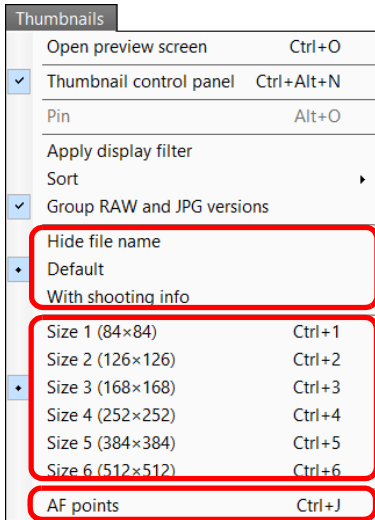 Thumbnails
Open preview screen Ctrl+O
Thumbnail control panel Ctrl+Alt+N
Pin Alt+O
Apply display filter
Sort
Group RAW and JPG versions
Hide file name
Default
With shooting info
Size 1 (84×84) Ctrl+1
Size 2 (126×126) Ctrl+2
Size 3 (168×168) Ctrl+3
Size 4 (252×252) Ctrl+4
Size 5 (384×384) Ctrl+5
Size 6 (512×512) Ctrl+6
AF points Ctrl+J